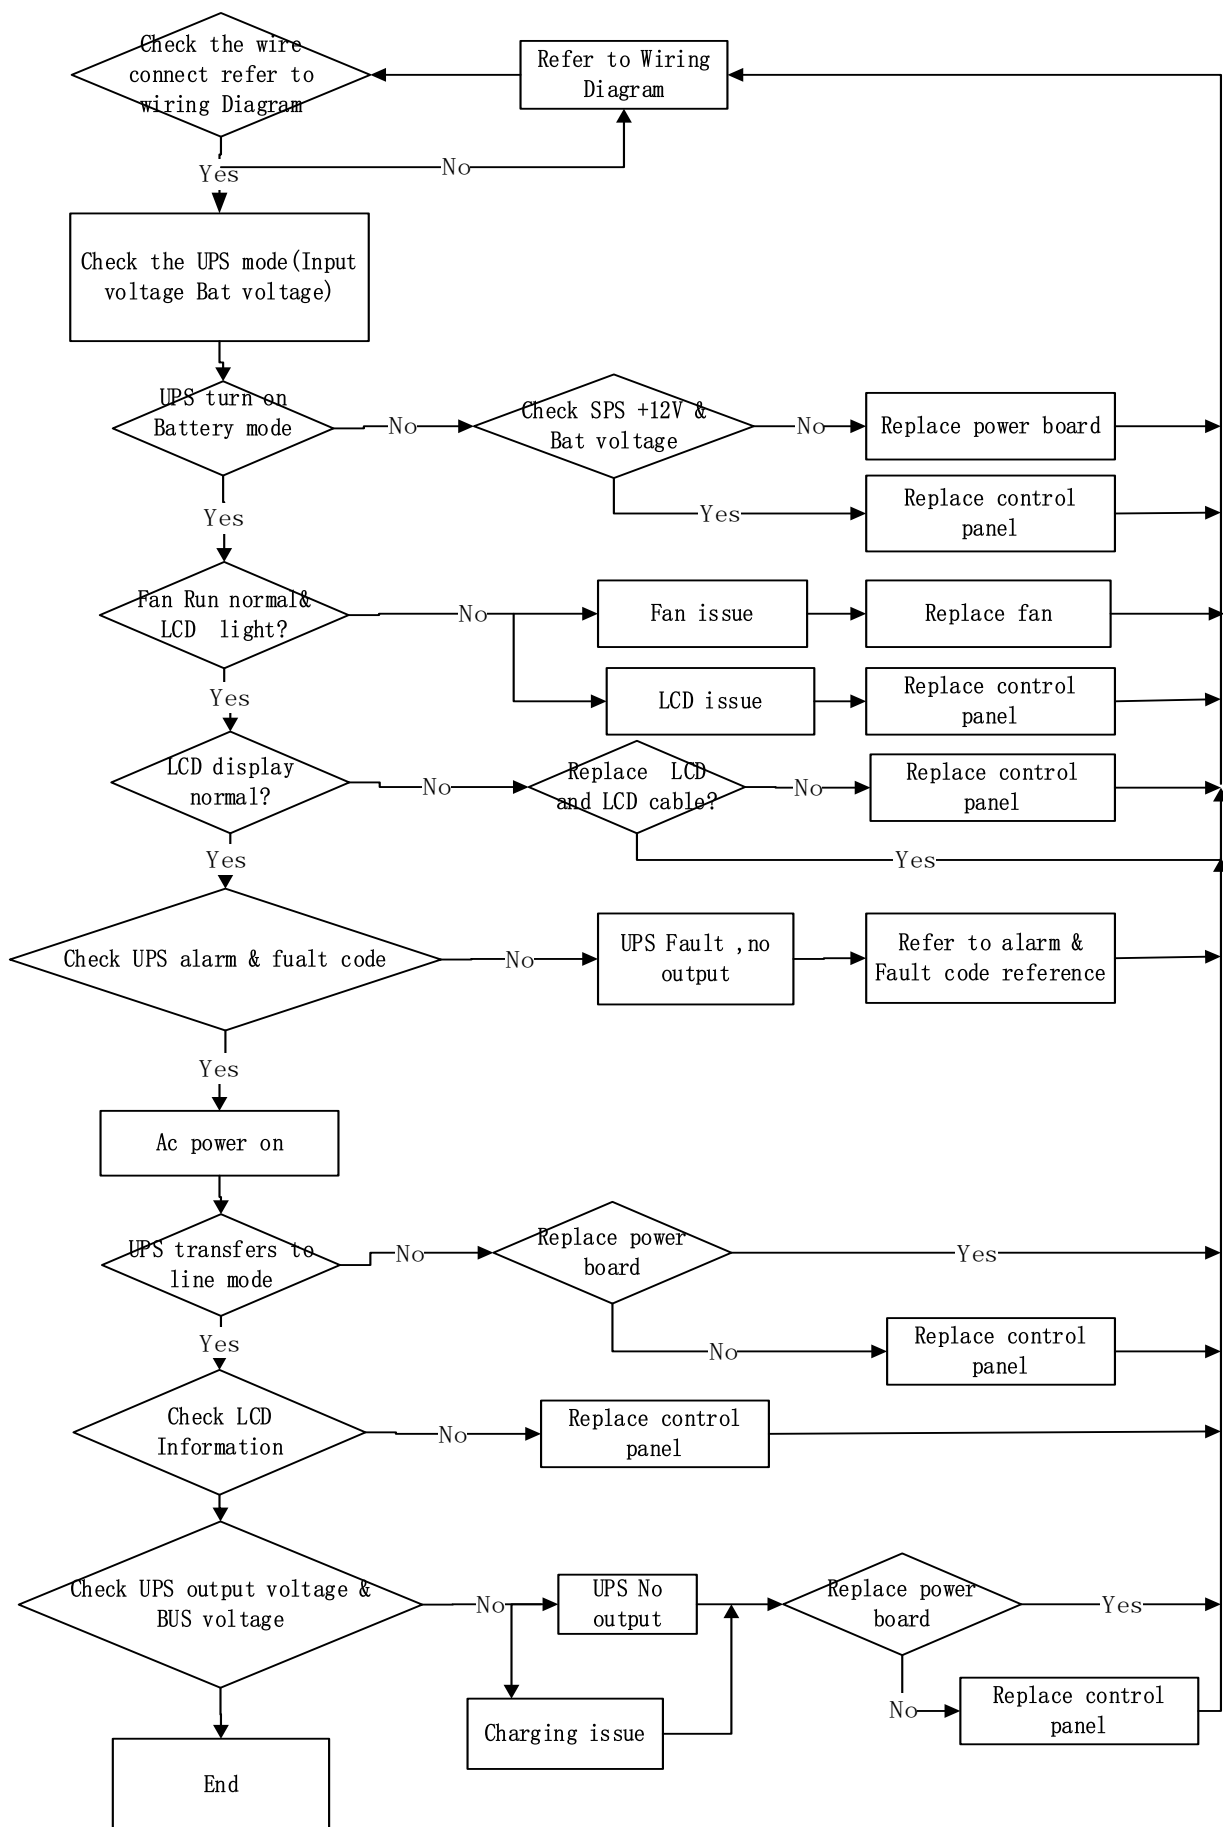 Check the wire
connect refer to
wiring Diagram
Refer to Wiring
Diagram
Yes
No
Check the UPS mode(Input
voltage Bat voltage)
UPS turn on
Battery mode
No
Check SPS +12V &
Bat voltage
No
Replace power board
Yes
Yes
Replace control
panel
Fan Run normal&
LCD light?
No
Fan issue
Replace fan
Yes
LCD issue
Replace control
panel
LCD display
normal?
No
Replace LCD
and LCD cable?
No
Replace control
panel
Yes
Yes
Check UPS alarm & fualt code
No
UPS Fault ,no
output
Refer to alarm &
Fault code reference
Yes
Ac power on
UPS transfers to
line mode
No
Replace power
board
Yes
Yes
No
Replace control
panel
Check LCD
Information
No
Replace control
panel
Check UPS output voltage &
BUS voltage
No
UPS No
output
Replace power
board
Yes
Charging issue
No
Replace control
panel
End